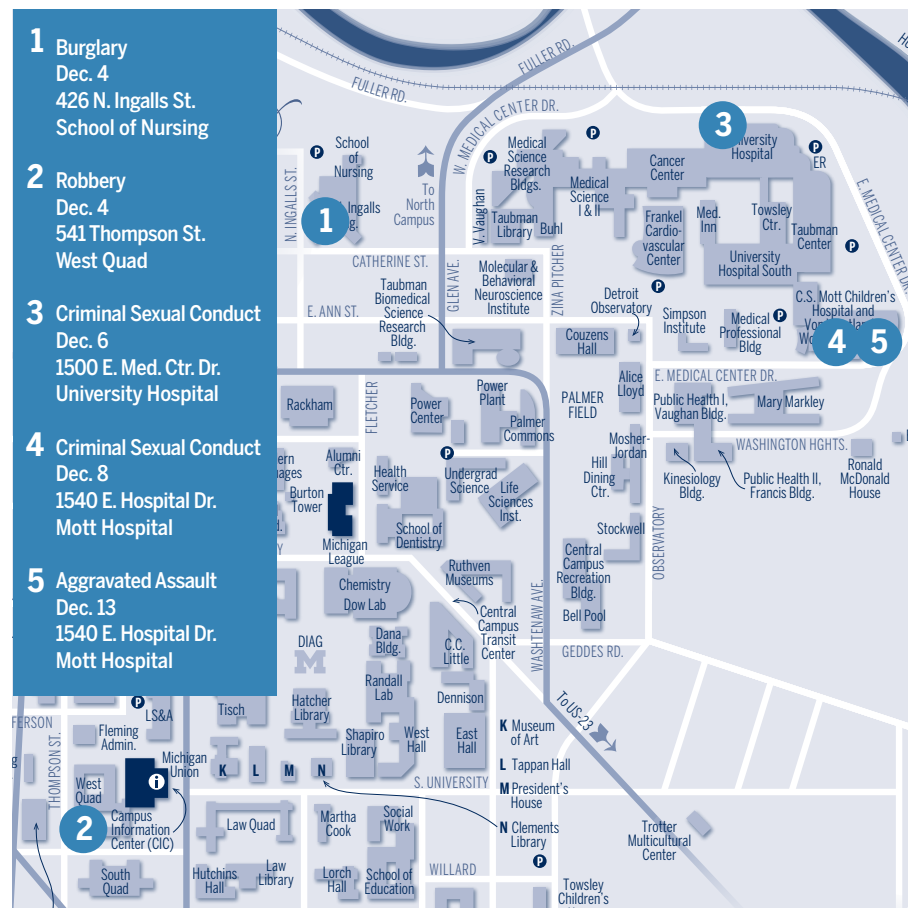 1 Burglary
Dec. 4
426 N. Ingalls St.
School of Nursing
2 Robbery
Dec. 4
541 Thompson St.
West Quad
3 Criminal Sexual Conduct
Dec. 6
1500 E. Med. Ctr. Dr.
University Hospital
4 Criminal Sexual Conduct
Dec. 8
1540 E. Hospital Dr.
Mott Hospital
5 Aggravated Assault
Dec. 13
1540 E. Hospital Dr.
Mott Hospital
FULLER RD.
FULLER RD.
W. MEDICAL CENTER DR.
3
University
Hospital
P
ER
E. MEDICAL CENTER DR.
P
School
of
Nursing
Ingalls
1
N. INGALLS ST.
To
North
Campus
P
Medical
Science
Research
Bldgs.
P
Medical
Science
I & II
Cancer
Center
V. Vaughan
Taubman
Library
Buhl
Frankel
Cardio-
vascular
Center
Med.
Inn
Towsley
Ctr.
Taubman
Center
P
University
Hospital South
CATHERINE ST.
GLEN AVE.
ZINA PITCHER
Molecular &
Behavioral
Neuroscience
Institute
Taubman
Biomedical
Science
Research
Bldg.
E. ANN ST.
P
Detroit
Observatory
Simpson
Institute
Medical
Professional
Bldg
P
C.S. Mott Children's
Hospital and
4
5
Couzens
Hall
E. MEDICAL CENTER DR.
Alice
Lloyd
Public Health I,
Vaughan Bldg.
Mary Markley
Rackham
FLETCHER
Power
Center
Power
Plant
Palmer
Commons
PALMER
FIELD
Mosher-
Jordan
Hill
Dining
Ctr.
WASHINGTON HGHTS.
Kinesiology
Bldg.
Public Health II,
Francis Bldg.
Ronald
McDonald
House
Alumni
Ctr.
Burton
Tower
Michigan
League
Health
Service
P
Undergrad
Science
Life
Sciences
Inst.
School of
Dentistry
Stockwell
OBSERVATORY
Central
Campus
Recreation
Bldg.
Bell Pool
Ruthven
Museums
Chemistry
Dow Lab
Central
Campus
Transit
Center
WASHTENAW AVE.
GEDDES RD.
DIAG
M
Dana
Bldg.
C.C.
Little
Randall
Lab
Dennison
To US-23
P
LS&A
Tisch
Hatcher
Library
Shapiro
Library
West
Hall
East
Hall
K Museum
of Art
L Tappan Hall
M President's
House
N Clements
Library
P
THOMPSON ST.
Fleming
Admin.
Michigan
Union
K
L
M
N
S. UNIVERSITY
West
Quad
i
2
Campus
Information
Center (CIC)
Law Quad
Martha
Cook
Social
Work
Trotter
Multicultural
Center
South
Quad
Hutchins
Hall
Law
Library
Lorch
Hall
School of
Education
WILLARD
Towsley
Children's